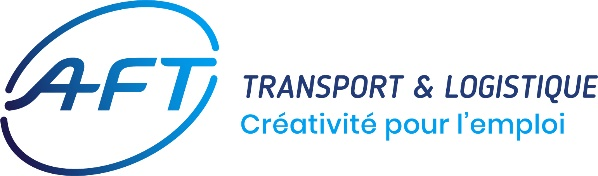 AFT
TRANSPORT & LOGISTIQUE
Créativité pour l'emploi